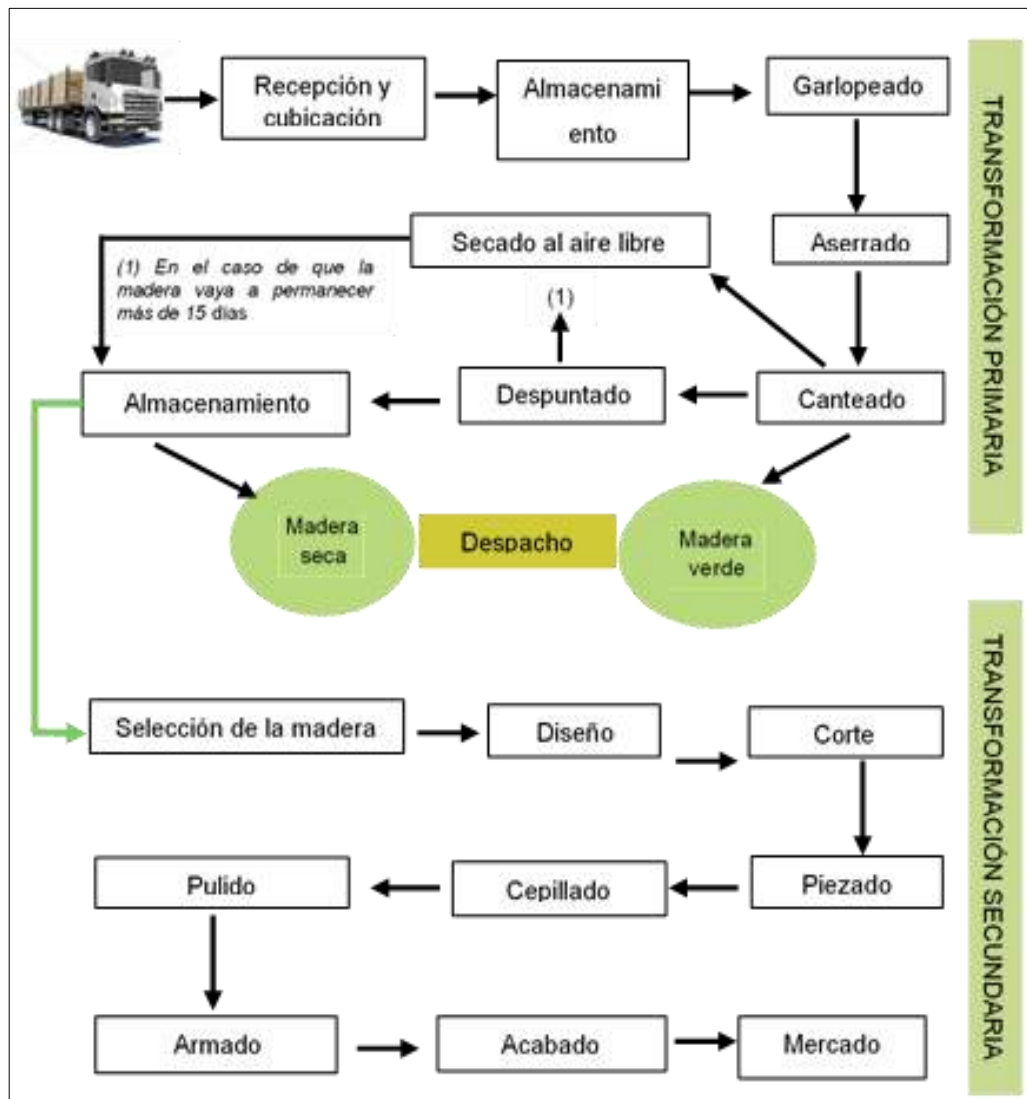 Recepción y
cubicación
Almacenami
ento
Garlopeado
TRANSFORMACIÓN PRIMARIA
Secado al aire libre
Aserrado
(1) En el caso de que la
madera vaya a permanecer
más de 15 dias
(1)
Almacenamiento
Despuntado
Canteado
Madera
seca
Despacho
Madera
verde
TRANSFORMACIÓN SECUNDARIA
Selección de la madera
Diseño
Corte
Pulido
Cepillado
Piezado
Armado
Acabado
Mercado